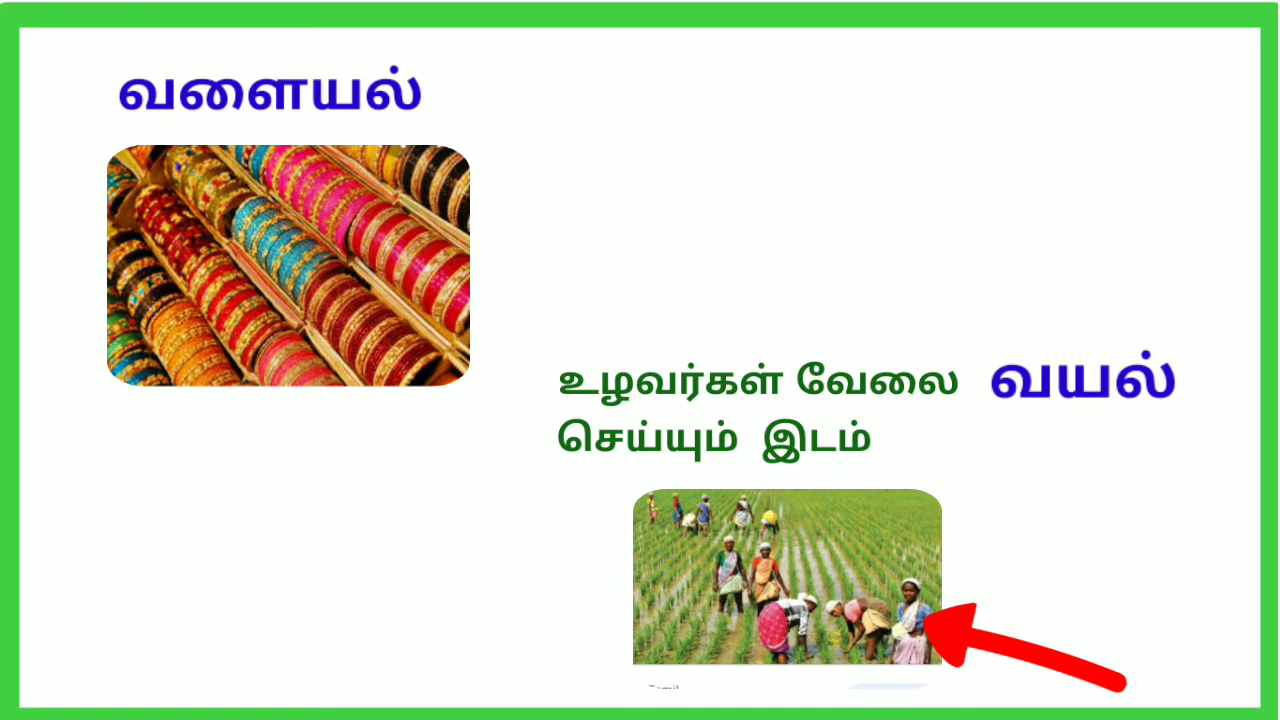 வளையல்
உழவர்கள் வேலை வயல்
செய்யும் இடம்